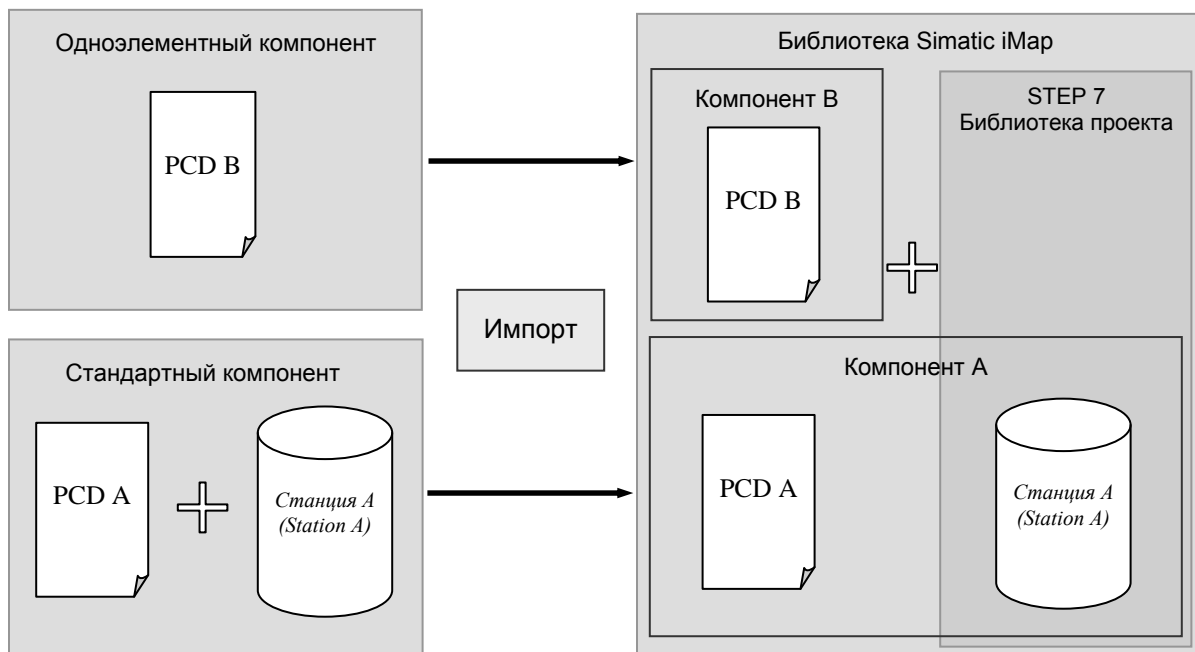 Одноэлементный компонент
PCD B
Стандартный компонент
PCD A
Станция А
(Station A)
Импорт
Библиотека Simatic iMap
Компонент В
PCD B
STEP 7
Библиотека проекта
Компонент А
PCD A
Станция А
(Station A)